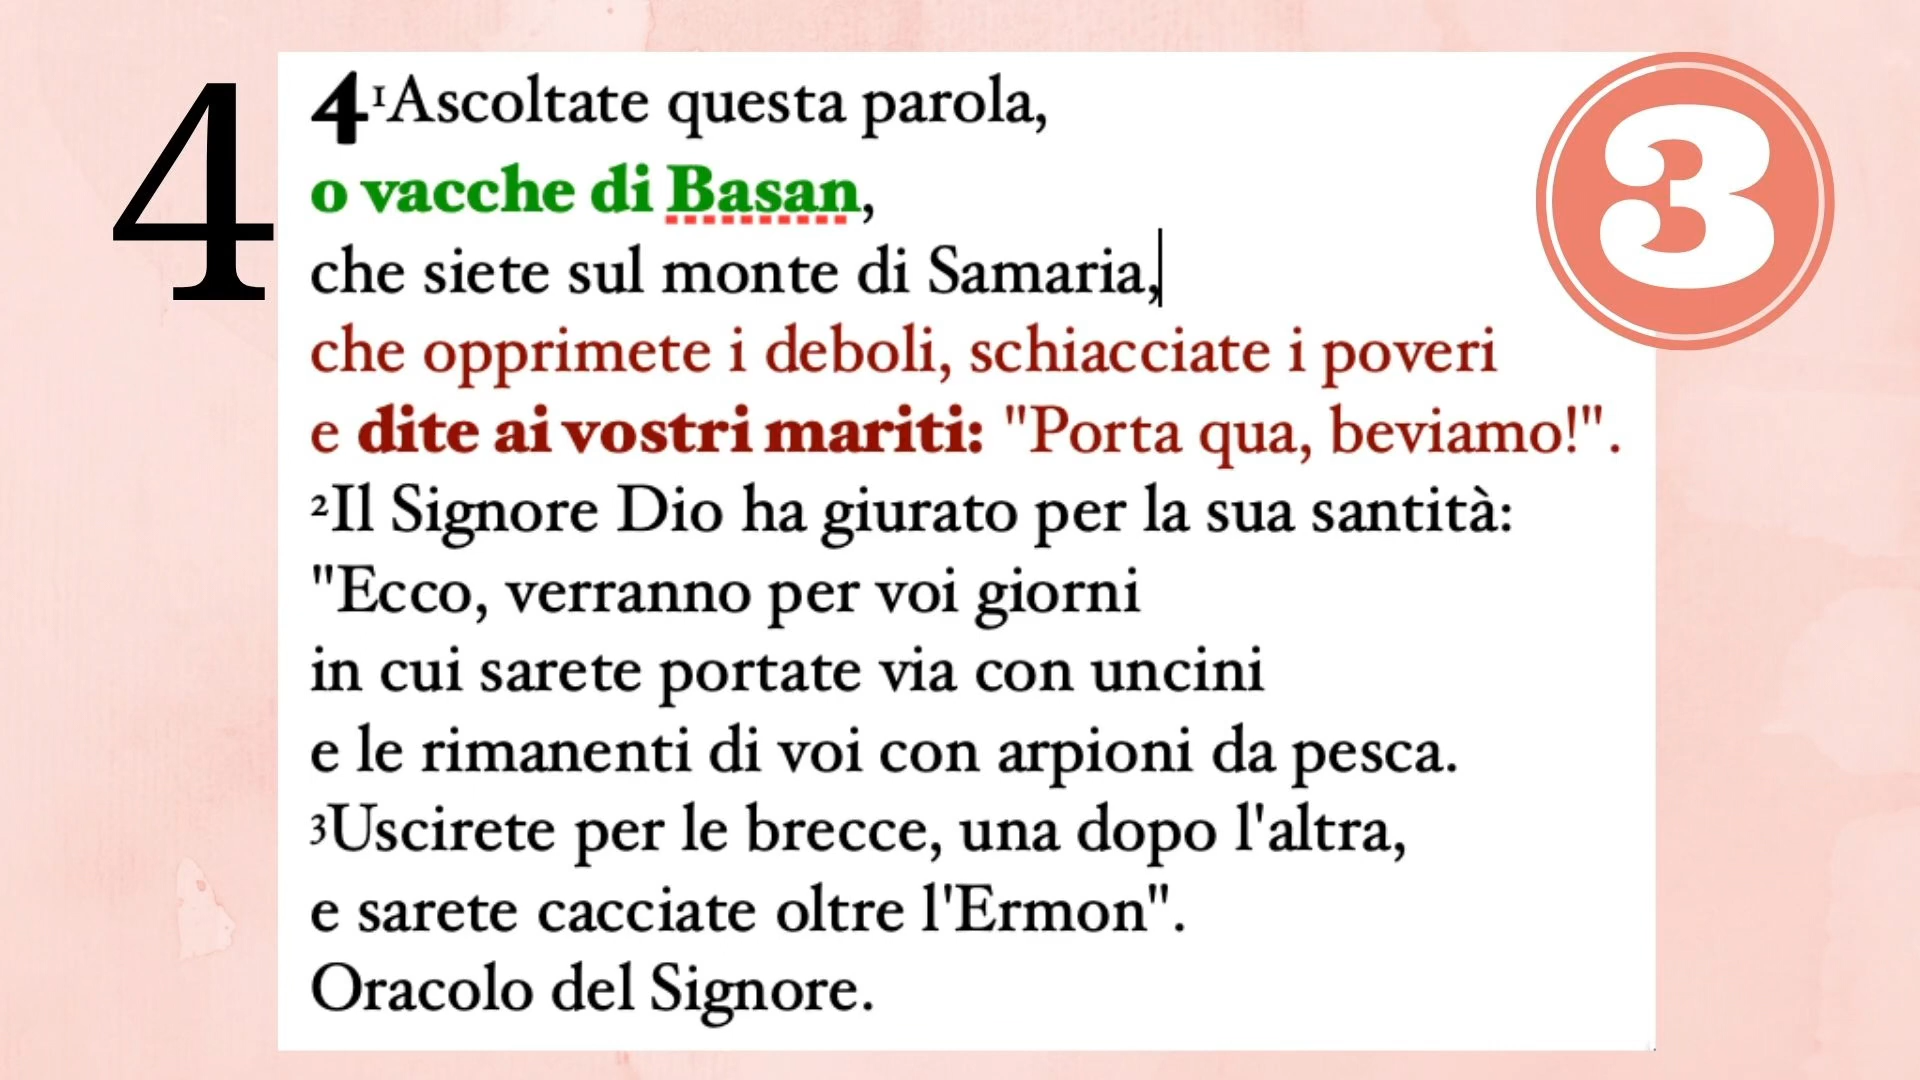 4
3
4¹Ascoltate questa parola,
o vacche di Basan,
che siete sul monte di Samaria,
che opprimete i deboli, schiacciate i poveri
e dite ai vostri mariti: "Porta qua, beviamo!".
²Il Signore Dio ha giurato per la sua santità:
"Ecco, verranno per voi giorni
in cui sarete portate via con uncini
e le rimanenti di voi con arpioni da pesca.
³Uscirete per le brecce, una dopo l'altra,
e sarete cacciate oltre l'Ermon".
Oracolo del Signore.